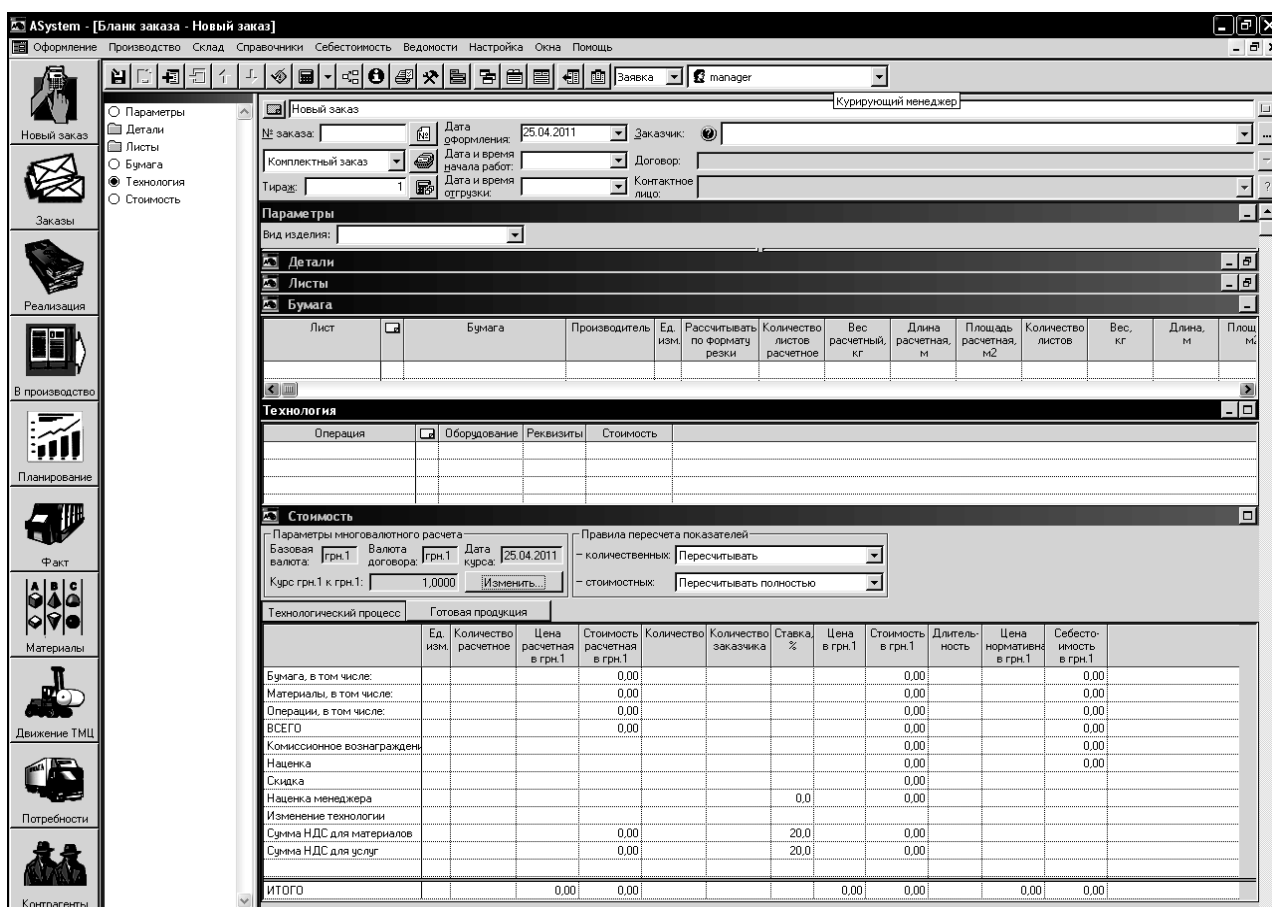 ASystem - [Бланк заказа - Новый заказ]
Оформление Производство Склад Справочники Себестоимость Ведомости Настройка Окна Помощь
Заявка manager
Курирующий менеджер
Новый заказ
Заказы
Реализация
В производство
Планирование
Факт
Материалы
Движение ТМЦ
Потребности
Контрагенты
Параметры
Детали
Листы
Бумага
Технология
Стоимость
Новый заказ
№ заказа: № Дата оформления: 25.04.2011 Заказчик:
Комплектный заказ Дата и время начала работ: Договор:
Тираж: 1 Дата и время отгрузки: Контактное лицо:
Параметры
Вид изделия:
Детали
Листы
Бумага
Лист Бумага Производитель Ед. изм. Рассчитывать по формату резки Количество листов расчетное Вес расчетный, кг Длина расчетная, м Площадь расчетная, м2 Количество листов Вес, кг Длина, м
Технология
Операция Оборудование Реквизиты Стоимость
Стоимость
Параметры многовалютного расчета Правила пересчета показателей
Базовая валюта: грн.1 Валюта договора: грн.1 Дата курса: 25.04.2011 – количественных: Пересчитывать
Курс грн.1 к грн.1: 1,0000 Изменить... – стоимостных: Пересчитывать полностью
Технологический процесс Готовая продукция
Ед. изм. Количество расчетное Цена расчетная в грн.1 Стоимость расчетная в грн.1 Количество Количество заказчика Ставка, % Цена в грн.1 Стоимость в грн.1 Длитель-ность Цена нормативна в грн.1 Себесто-имость в грн.1
Бумага, в том числе: 0,00 0,00 0,00
Материалы, в том числе: 0,00 0,00 0,00
Операции, в том числе: 0,00 0,00 0,00
ВСЕГО 0,00 0,00 0,00
Комиссионное вознаграждени 0,00 0,00
Наценка 0,00 0,00
Скидка 0,00
Наценка менеджера 0,0 0,00
Изменение технологии
Сумма НДС для материалов 0,00 20,0 0,00
Сумма НДС для услуг 0,00 20,0 0,00
ИТОГО 0,00 0,00 0,00 0,00 0,00 0,00